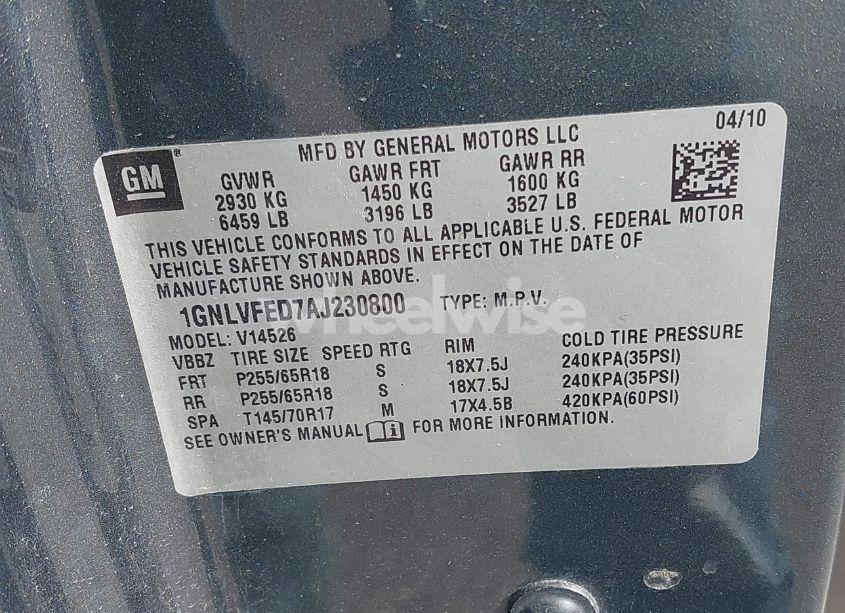 04/10
MFD BY GENERAL MOTORS LLC
GM
GVWR GAWR FRT GAWR RR
2930 KG 1450 KG 1600 KG
6459 LB 3196 LB 3527 LB
THIS VEHICLE CONFORMS TO ALL APPLICABLE U.S. FEDERAL MOTOR
VEHICLE SAFETY STANDARDS IN EFFECT ON THE DATE OF
MANUFACTURE SHOWN ABOVE.
1GNLVFED7AJ230800 TYPE: M.P.V.
wheelwise
MODEL: V14526
VBBZ TIRE SIZE SPEED RTG RIM COLD TIRE PRESSURE
FRT P255/65R18 S 18X7.5J 240KPA(35PSI)
RR P255/65R18 S 18X7.5J 240KPA(35PSI)
SPA T145/70R17 M 17X4.5B 420KPA(60PSI)
SEE OWNER'S MANUAL i FOR MORE INFORMATION.